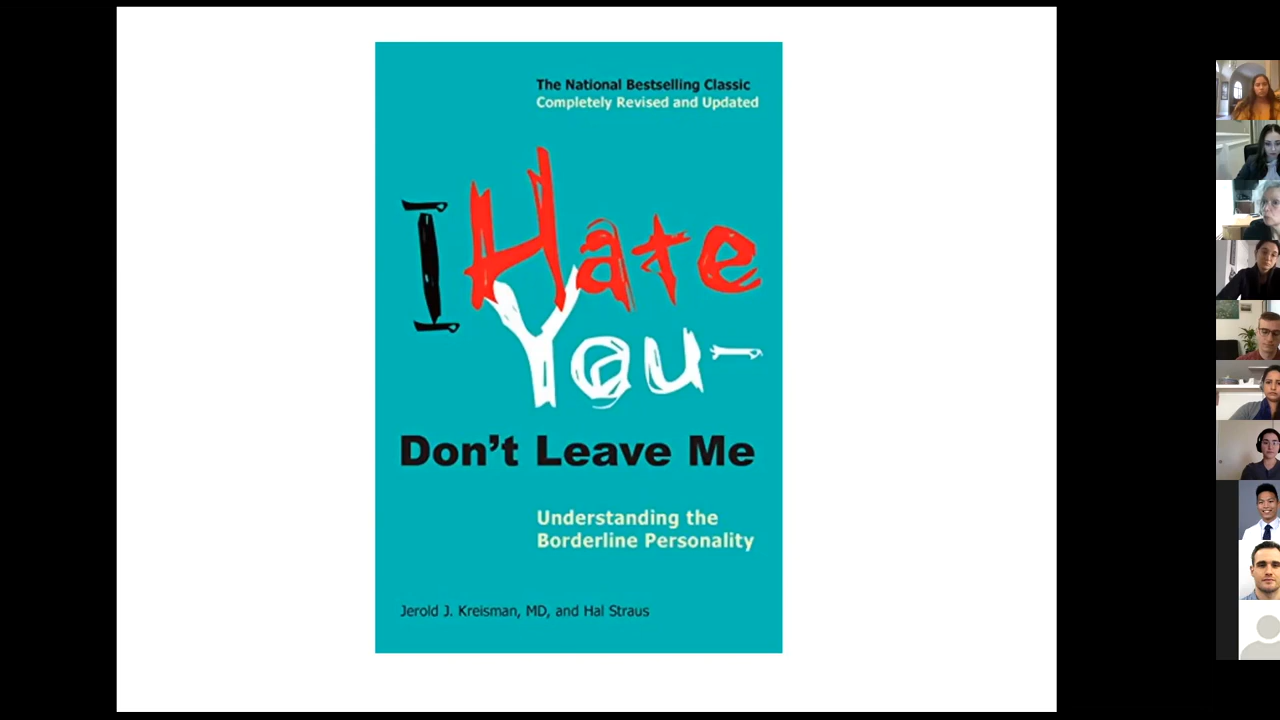 The National Bestselling Classic
Completely Revised and Updated
I Hate
You-
Don't Leave Me
Understanding the
Borderline Personality
Jerold J. Kreisman, MD, and Hal Straus